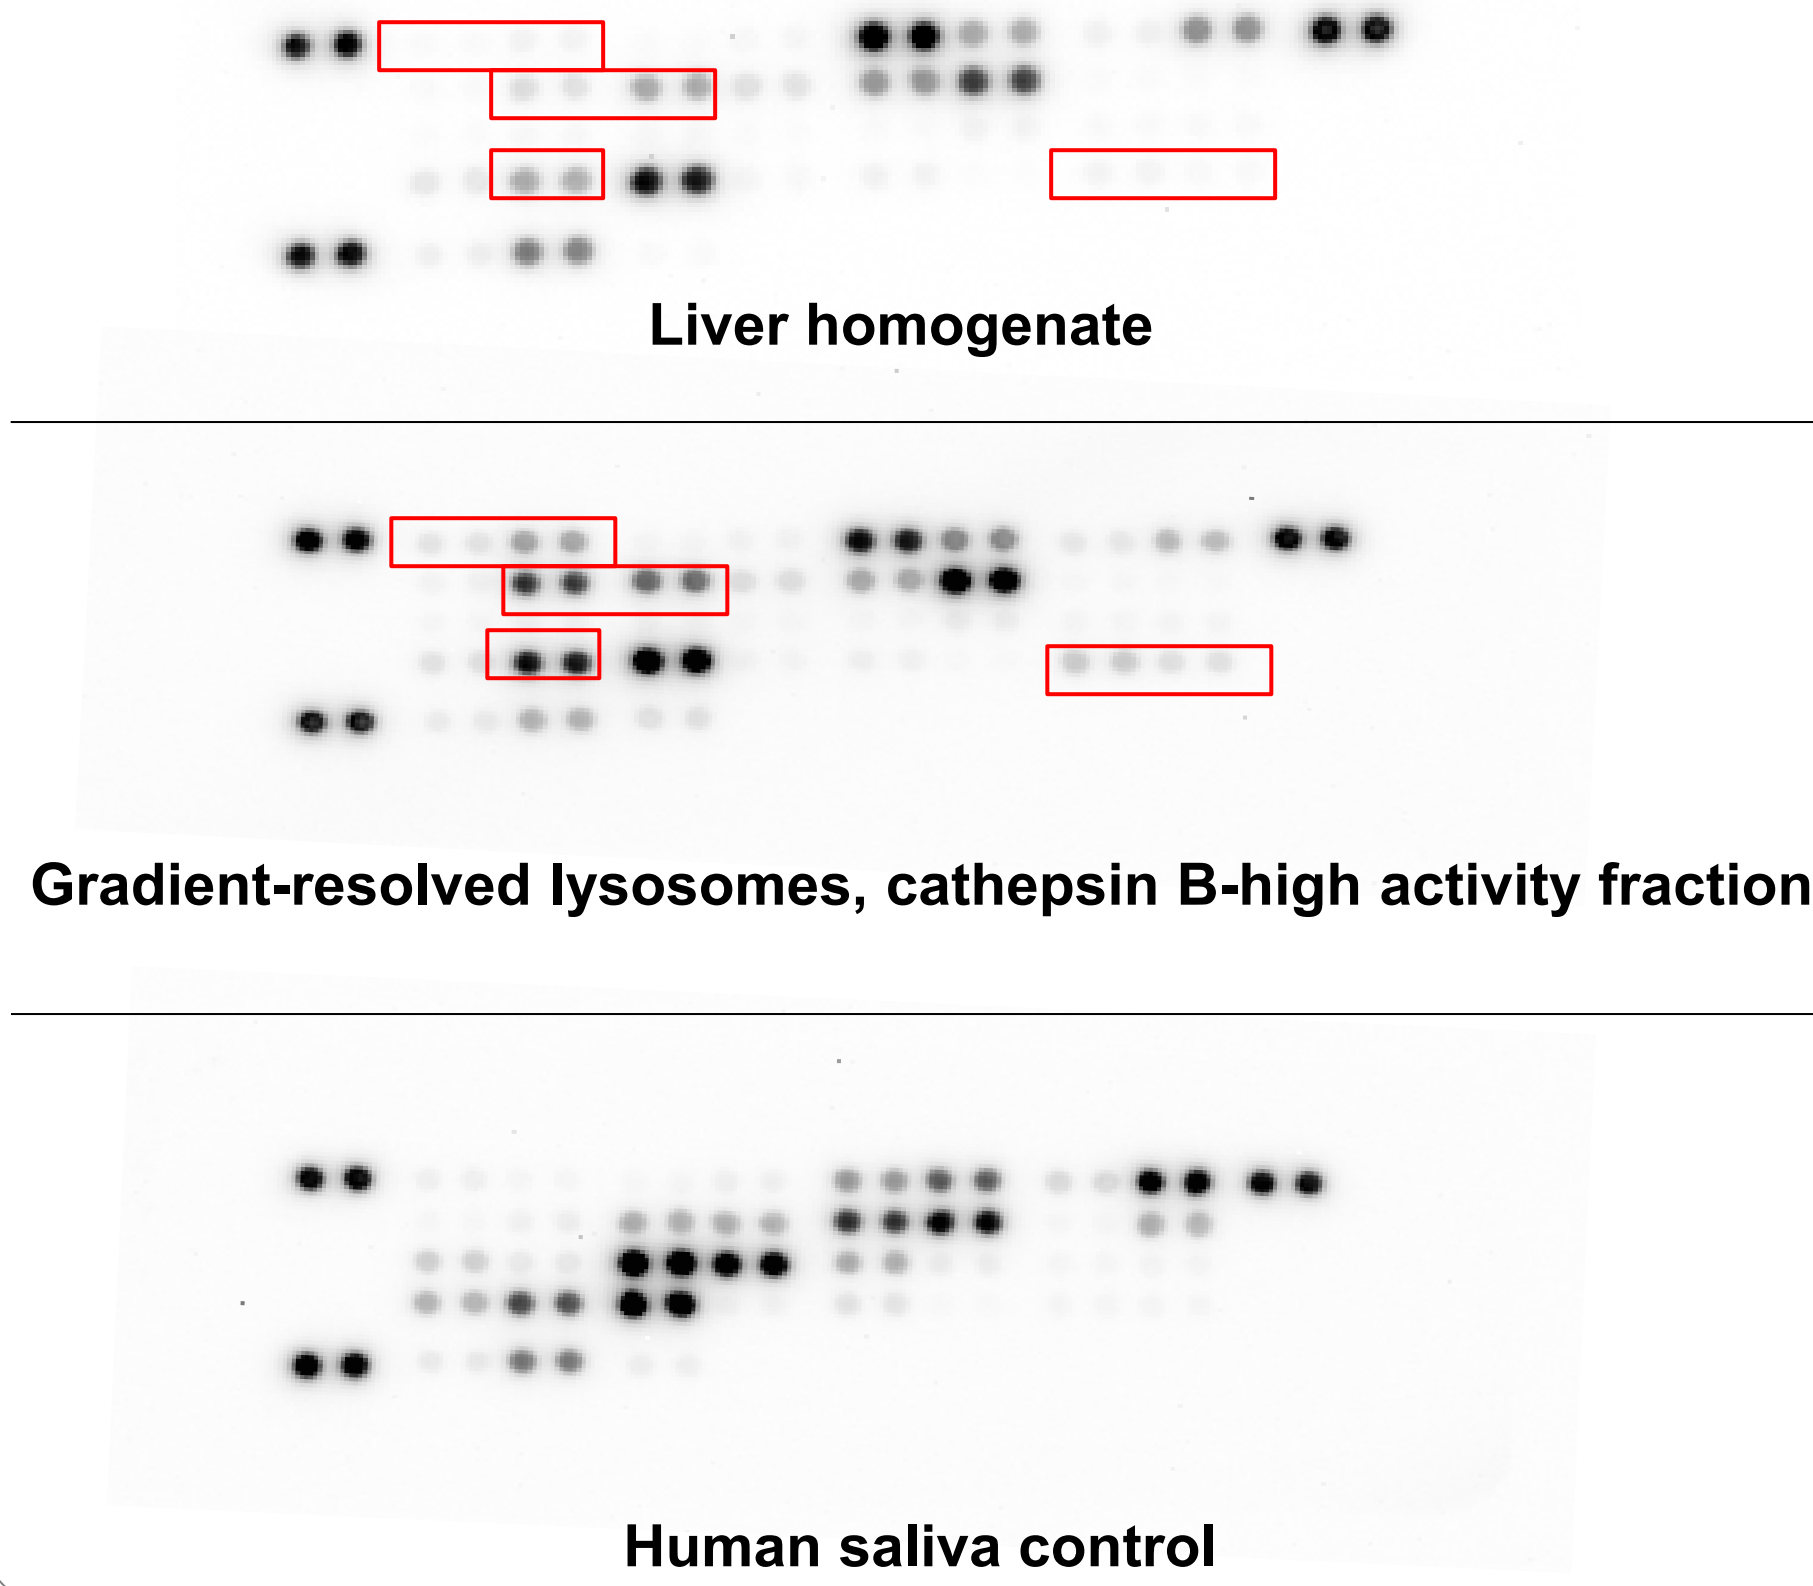 Liver homogenate
Gradient-resolved lysosomes, cathepsin B-high activity fraction
Human saliva control